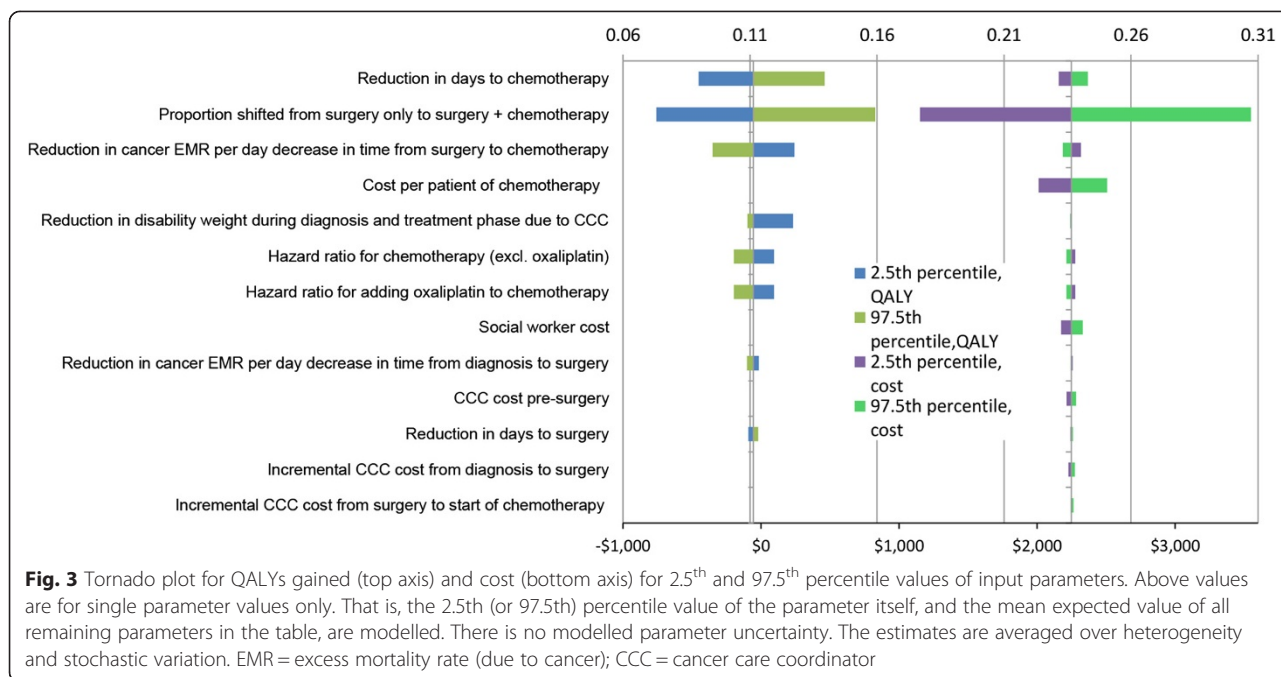 0.06 0.11 0.16 0.21 0.26 0.31
Reduction in days to chemotherapy
Proportion shifted from surgery only to surgery + chemotherapy
Reduction in cancer EMR per day decrease in time from surgery to chemotherapy
Cost per patient of chemotherapy
Reduction in disability weight during diagnosis and treatment phase due to CCC
Hazard ratio for chemotherapy (excl. oxaliplatin)
Hazard ratio for adding oxaliplatin to chemotherapy
Social worker cost
Reduction in cancer EMR per day decrease in time from diagnosis to surgery
CCC cost pre-surgery
Reduction in days to surgery
Incremental CCC cost from diagnosis to surgery
Incremental CCC cost from surgery to start of chemotherapy
2.5th percentile,
QALY
97.5th
percentile,QALY
2.5th percentile,
cost
97.5th percentile,
cost
-$1,000 $0 $1,000 $2,000 $3,000
Fig. 3 Tornado plot for QALYs gained (top axis) and cost (bottom axis) for 2.5th and 97.5th percentile values of input parameters. Above values
are for single parameter values only. That is, the 2.5th (or 97.5th) percentile value of the parameter itself, and the mean expected value of all
remaining parameters in the table, are modelled. There is no modelled parameter uncertainty. The estimates are averaged over heterogeneity
and stochastic variation. EMR = excess mortality rate (due to cancer); CCC = cancer care coordinator